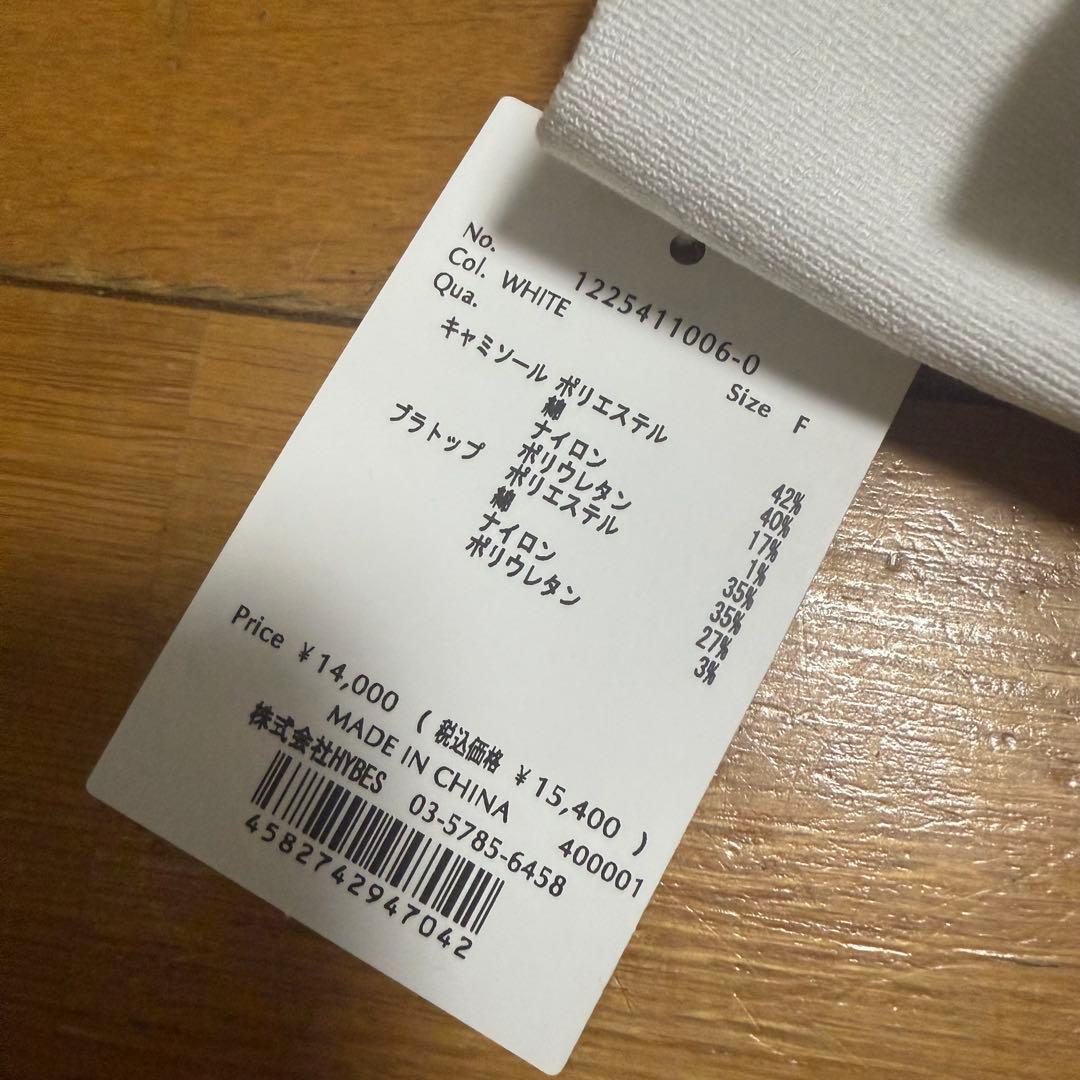 No. 1225411006-0
Col. WHITE Size F
Qua.
キャミソール ポリエステル 42%
綿 40%
ナイロン 17%
ポリウレタン 1%
ブラトップ ポリエステル 35%
綿 35%
ナイロン 27%
ポリウレタン 3%
Price ¥14,000 ( 税込価格 ¥15,400 )
MADE IN CHINA 400001
株式会社HYBES 03-5785-6458
4582742947042